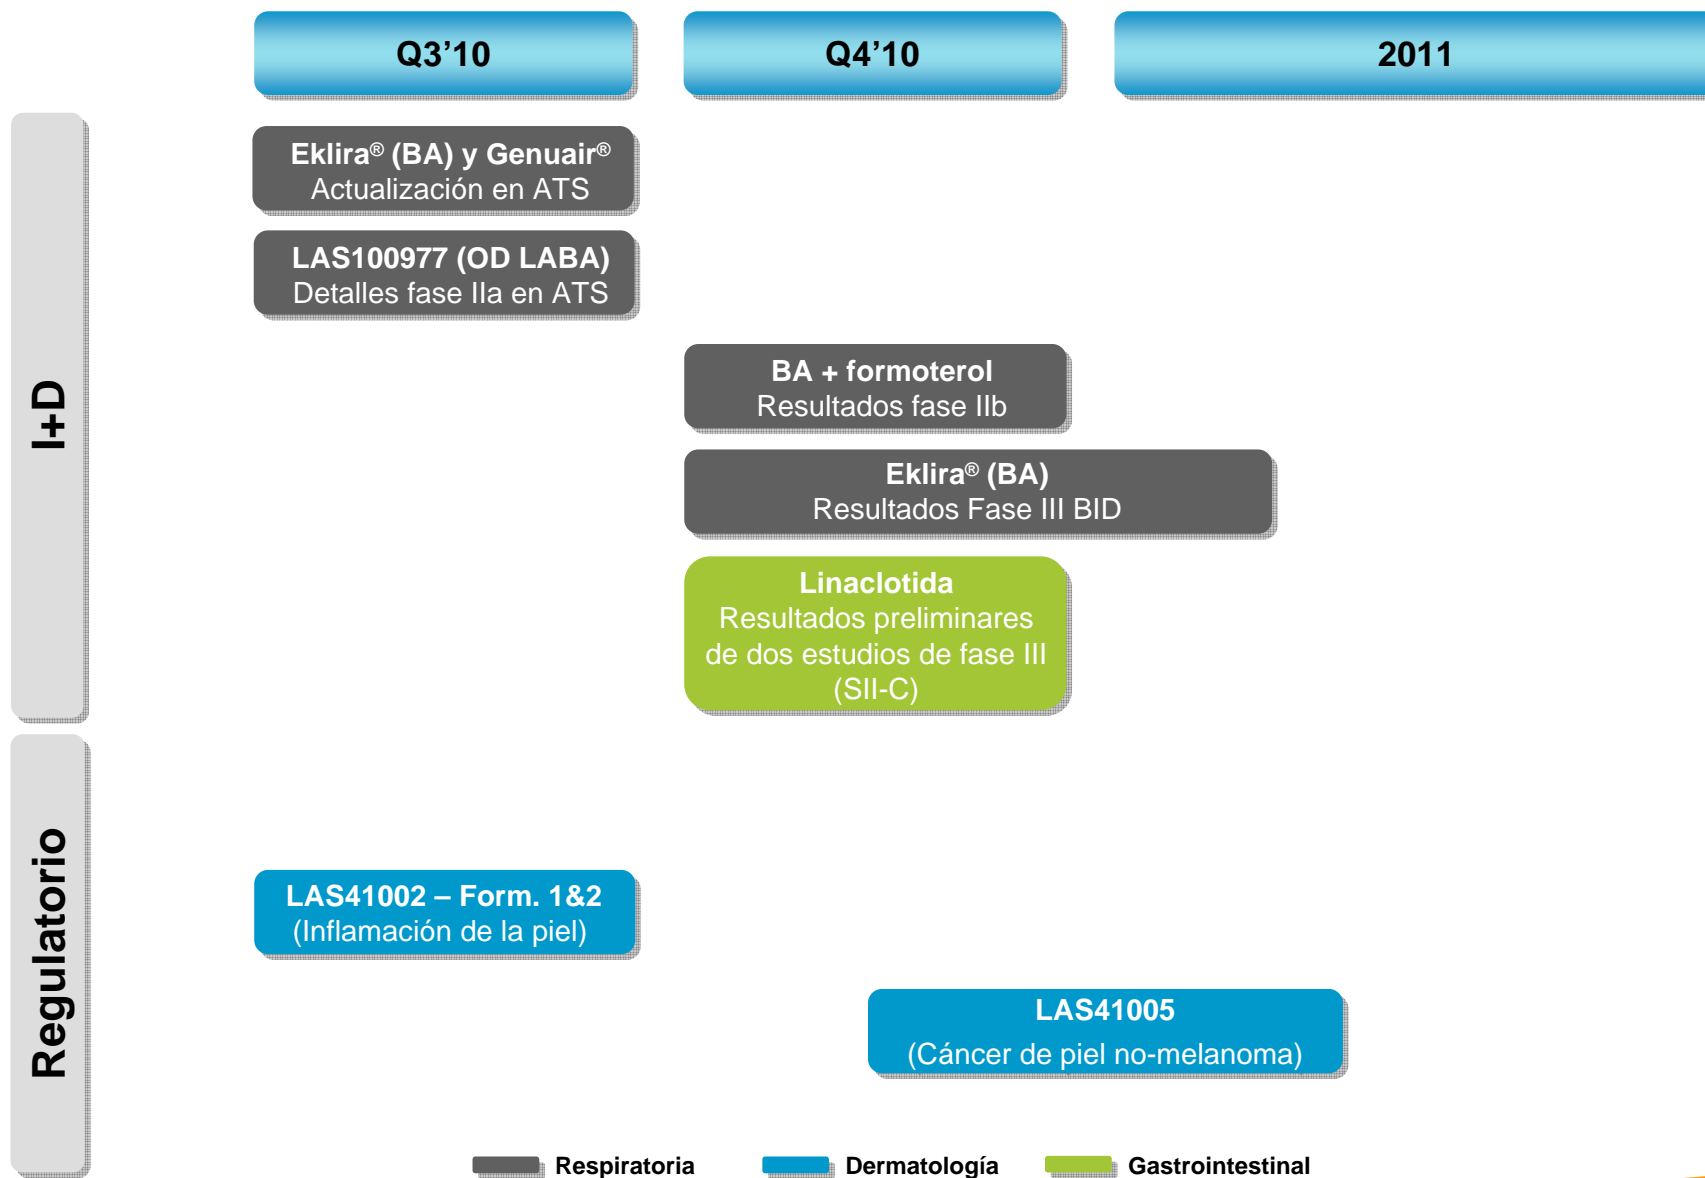 Q3’10
Q4’10
2011
I+D
Eklira® (BA) y Genuair®
Actualización en ATS
LAS100977 (OD LABA)
Detalles fase IIa en ATS
BA + formoterol
Resultados fase IIb
Eklira® (BA)
Resultados Fase III BID
Linaclotida
Resultados preliminares
de dos estudios de fase III
(SII-C)
Regulatorio
LAS41002 – Form. 1&2
(Inflamación de la piel)
LAS41005
(Cáncer de piel no-melanoma)
Respiratoria
Dermatología
Gastrointestinal